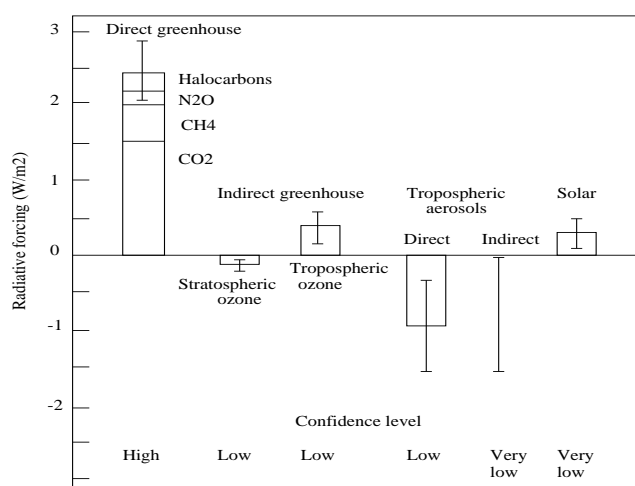 3
Direct greenhouse
Halocarbons
2
N2O
CH4
CO2
1
Indirect greenhouse
Tropospheric
aerosols
Solar
Direct
Indirect
0
Stratospheric
ozone
Tropospheric
ozone
-1
-2
Radiative forcing (W/m2)
Confidence level
High
Low
Low
Low
Very
low
Very
low